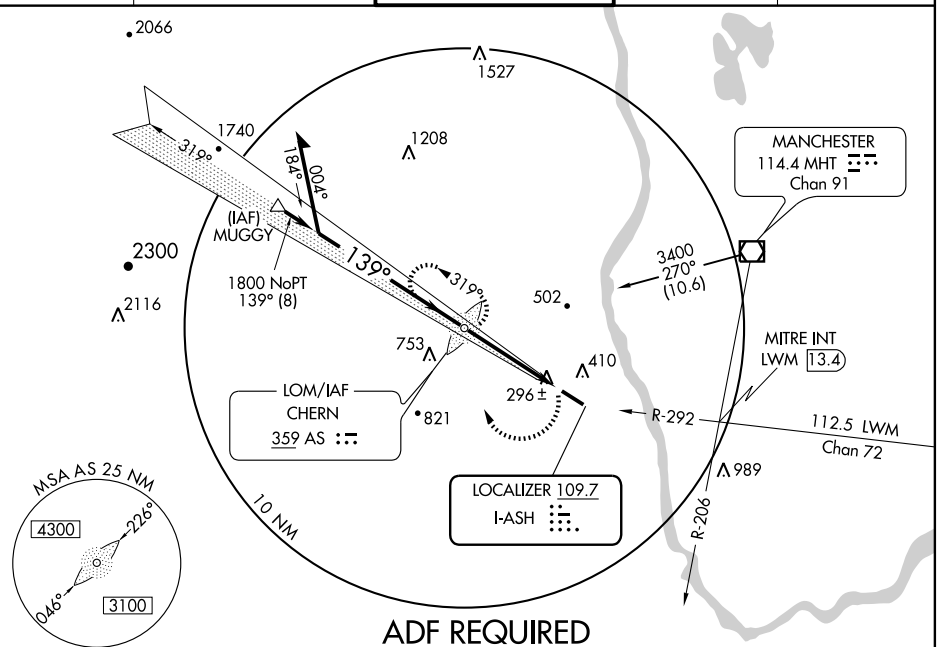 2066
1527
1740
1208
319°
004°
184°
(IAF)
MUGGY
139°
1800 NoPT
139° (8)
2300
2116
319°
502
753
410
296±
821
LOM/IAF
CHERN
359 AS
MANCHESTER
114.4 MHT
Chan 91
3400
270°
(10.6)
MITRE INT
LWM 13.4
R-292
112.5 LWM
Chan 72
989
R-206
LOCALIZER 109.7
I-ASH
10 NM
MSA AS 25 NM
4300
226°
046°
3100
ADF REQUIRED